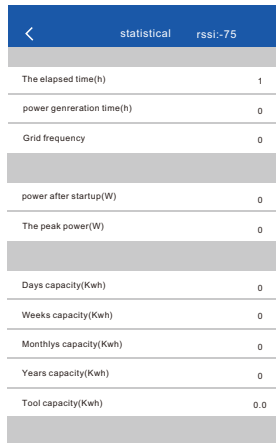 statistical rssi:-75
The elapsed time(h) 1
power genreration time(h) 0
Grid frequency 0
power after startup(W) 0
The peak power(W) 0
Days capacity(Kwh) 0
Weeks capacity(Kwh) 0
Monthlys capacity(Kwh) 0
Years capacity(Kwh) 0
Tool capacity(Kwh) 0.0